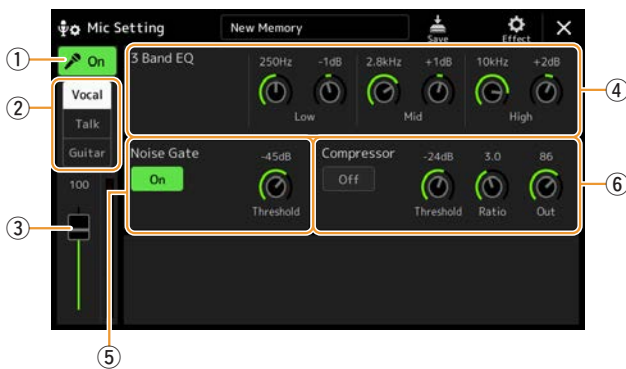 Mic Setting New Memory Save Effect
① On 3 Band EQ 250Hz -1dB 2.8kHz +1dB 10kHz +2dB ④
② Vocal Low Mid High
Talk
Guitar Noise Gate -45dB Compressor -24dB 3.0 86
On Off ⑥
100 Threshold Threshold Ratio Out
③
⑤